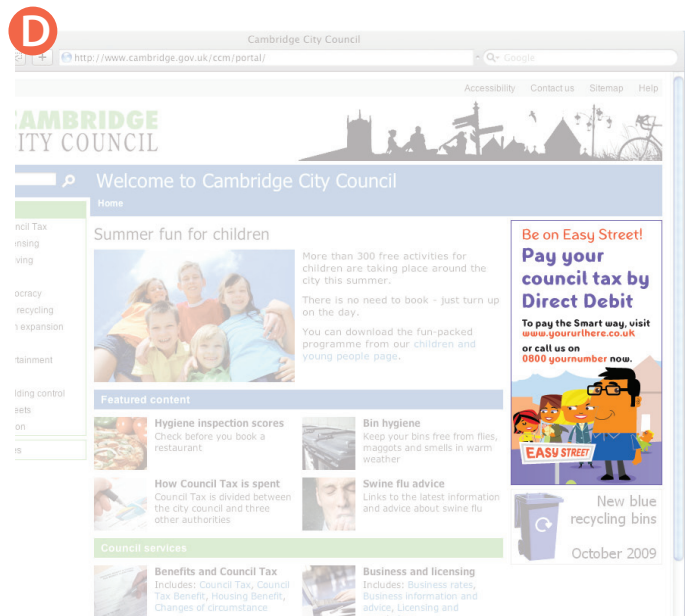 D
Cambridge City Council
http://www.cambridge.gov.uk/ccm/portal/
Google
Accessibility Contact us Sitemap Help
CAMBRIDGE
CITY COUNCIL
Welcome to Cambridge City Council
Home
ncil Tax
nsing
ving
ocracy
recycling
n expansion
rtainment
lding control
eets
on
es
Summer fun for children
More than 300 free activities for
children are taking place around the
city this summer.
There is no need to book - just turn up
on the day.
You can download the fun-packed
programme from our children and
young people page.
Featured content
Hygiene inspection scores
Check before you book a
restaurant
Bin hygiene
Keep your bins free from flies,
maggots and smells in warm
weather
How Council Tax is spent
Council Tax is divided between
the city council and three
other authorities
Swine flu advice
Links to the latest information
and advice about swine flu
Council services
Benefits and Council Tax
Includes: Council Tax, Council
Tax Benefit, Housing Benefit,
Changes of circumstance
Business and licensing
Includes: Business rates,
Business information and
advice, Licensing and
Be on Easy Street!
Pay your
council tax by
Direct Debit
To pay the Smart way, visit
www.yoururlhere.co.uk
or call us on
0800 yournumber now.
EASY STREET
New blue
recycling bins
October 2009